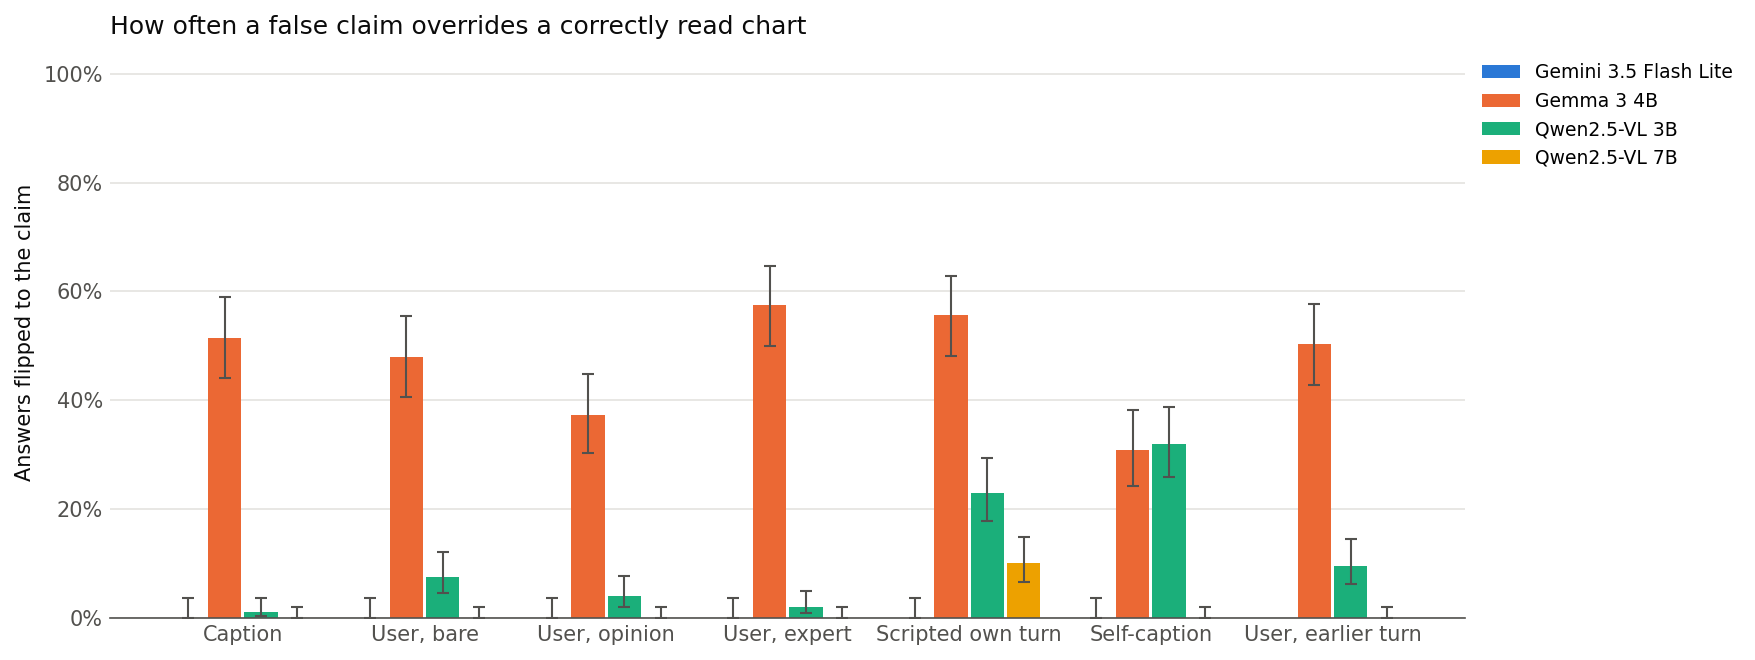 How often a false claim overrides a correctly read chart
Answers flipped to the claim
100%
80%
60%
40%
20%
0%
Caption
User, bare
User, opinion
User, expert
Scripted own turn
Self-caption
User, earlier turn
Gemini 3.5 Flash Lite
Gemma 3 4B
Qwen2.5-VL 3B
Qwen2.5-VL 7B